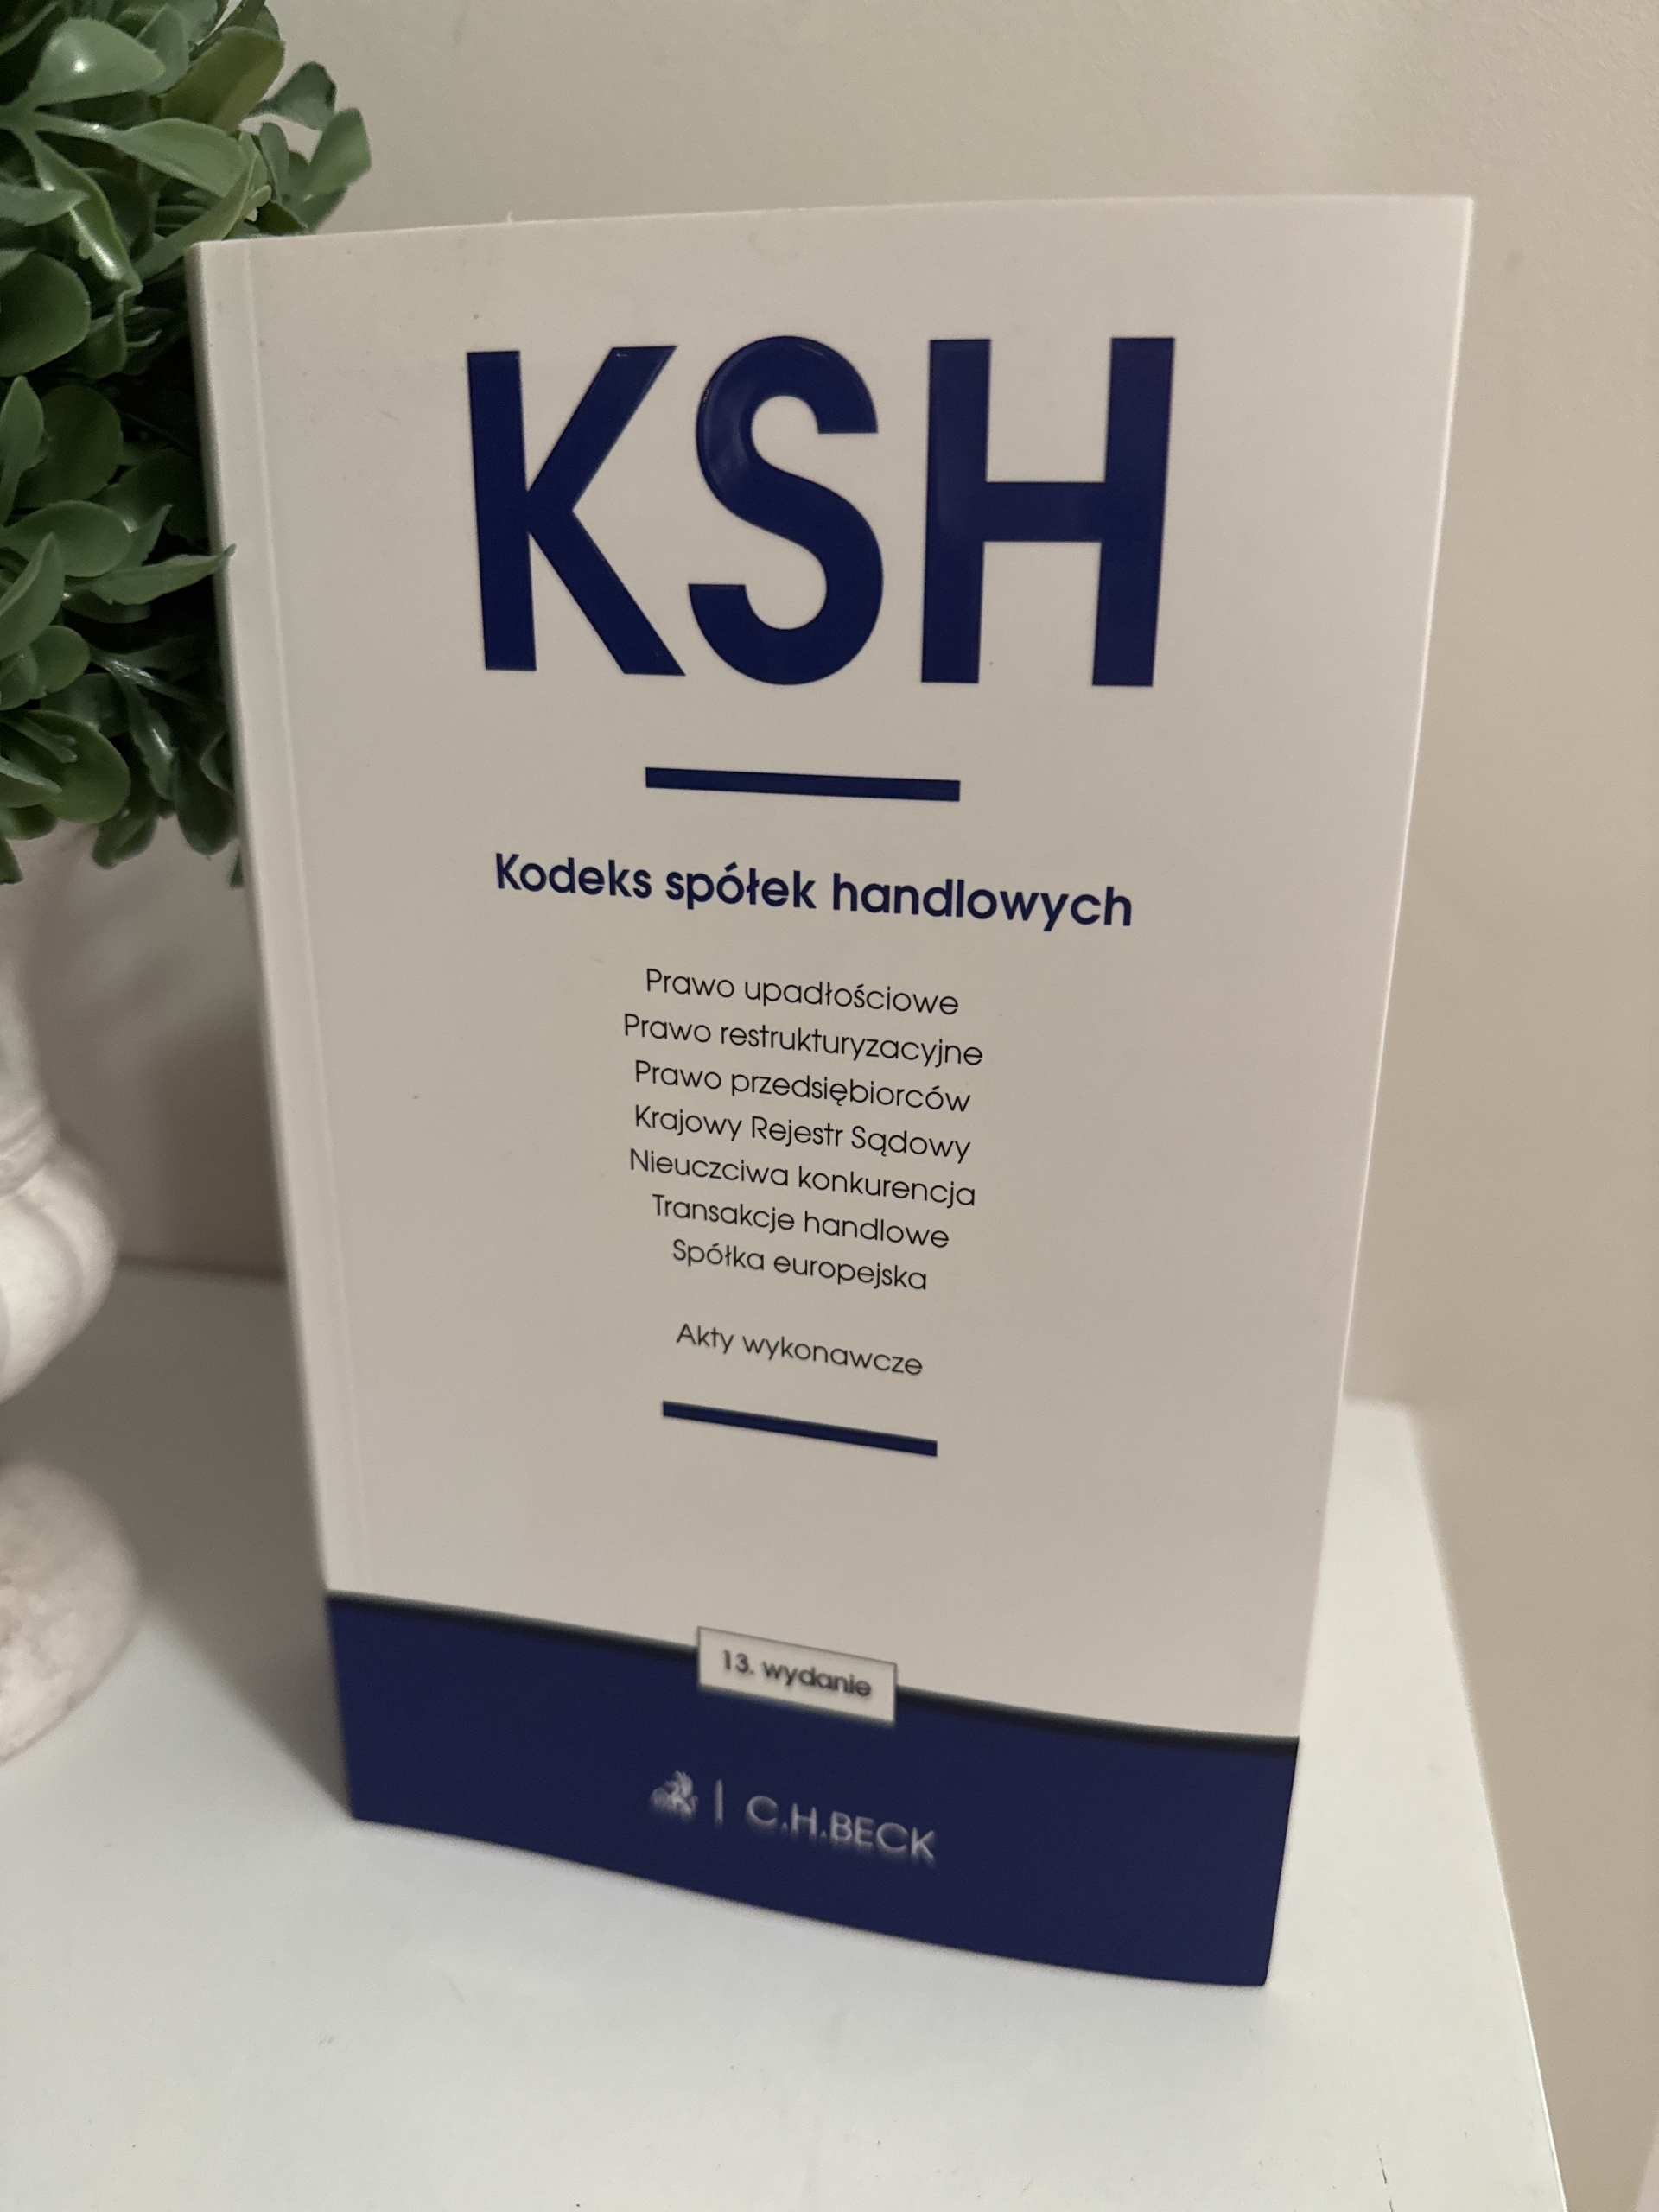 KSH
Kodeks spółek handlowych
Prawo upadłościowe
Prawo restrukturyzacyjne
Prawo przedsiębiorców
Krajowy Rejestr Sądowy
Nieuczciwa konkurencja
Transakcje handlowe
Spółka europejska
Akty wykonawcze
13. wydanie
C.H.BECK